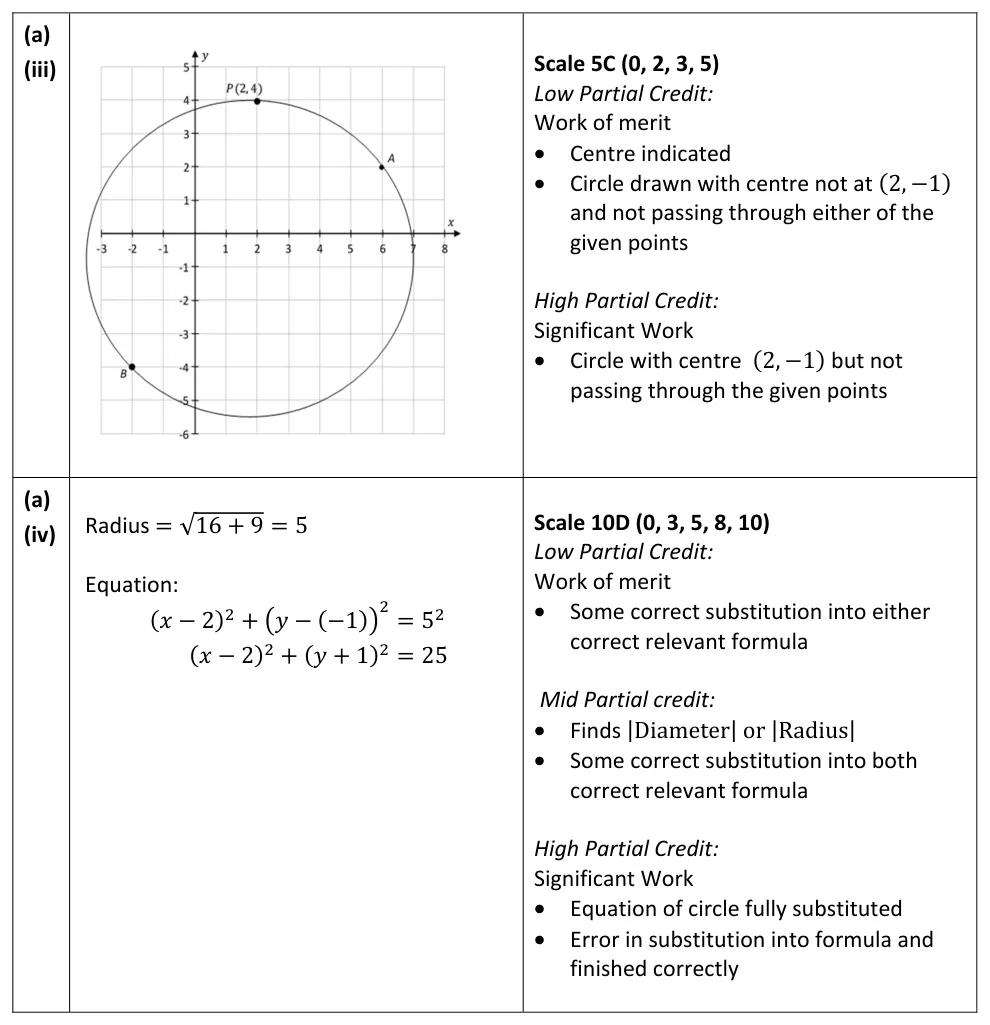 (a)
(iii)
y
5
P(2,4)
4
3
A
2
1
x
-3 -2 -1 1 2 3 4 5 6 7 8
-1
-2
-3
B -4
-5
-6
Scale 5C (0, 2, 3, 5)
Low Partial Credit:
Work of merit
• Centre indicated
• Circle drawn with centre not at (2, −1)
and not passing through either of the
given points
High Partial Credit:
Significant Work
• Circle with centre (2, −1) but not
passing through the given points
(a)
(iv)
Radius = √16 + 9 = 5
Equation:
(x − 2)² + (y − (−1))² = 5²
(x − 2)² + (y + 1)² = 25
Scale 10D (0, 3, 5, 8, 10)
Low Partial Credit:
Work of merit
• Some correct substitution into either
correct relevant formula
Mid Partial credit:
• Finds |Diameter| or |Radius|
• Some correct substitution into both
correct relevant formula
High Partial Credit:
Significant Work
• Equation of circle fully substituted
• Error in substitution into formula and
finished correctly